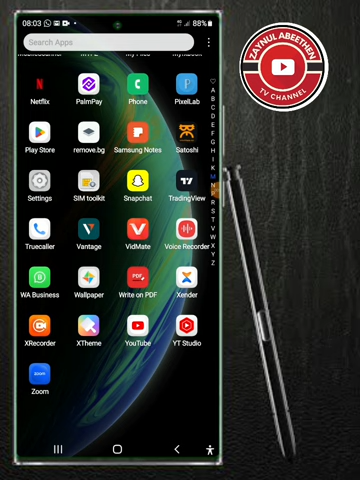 08:03 88%
Search Apps
Netflix PalmPay Phone PixelLab
Play Store remove.bg Samsung Notes Satoshi
Settings SIM toolkit Snapchat TradingView
Truecaller Vantage VidMate Voice Recorder
WA Business Wallpaper Write on PDF Xender
XRecorder XTheme YouTube YT Studio
Zoom
PDF
zoom
A
B
C
D
E
F
G
H
I
K
M
N
P
R
S
T
V
W
X
Y
Z
ZAYNUL ABEETHEN
TV CHANNEL